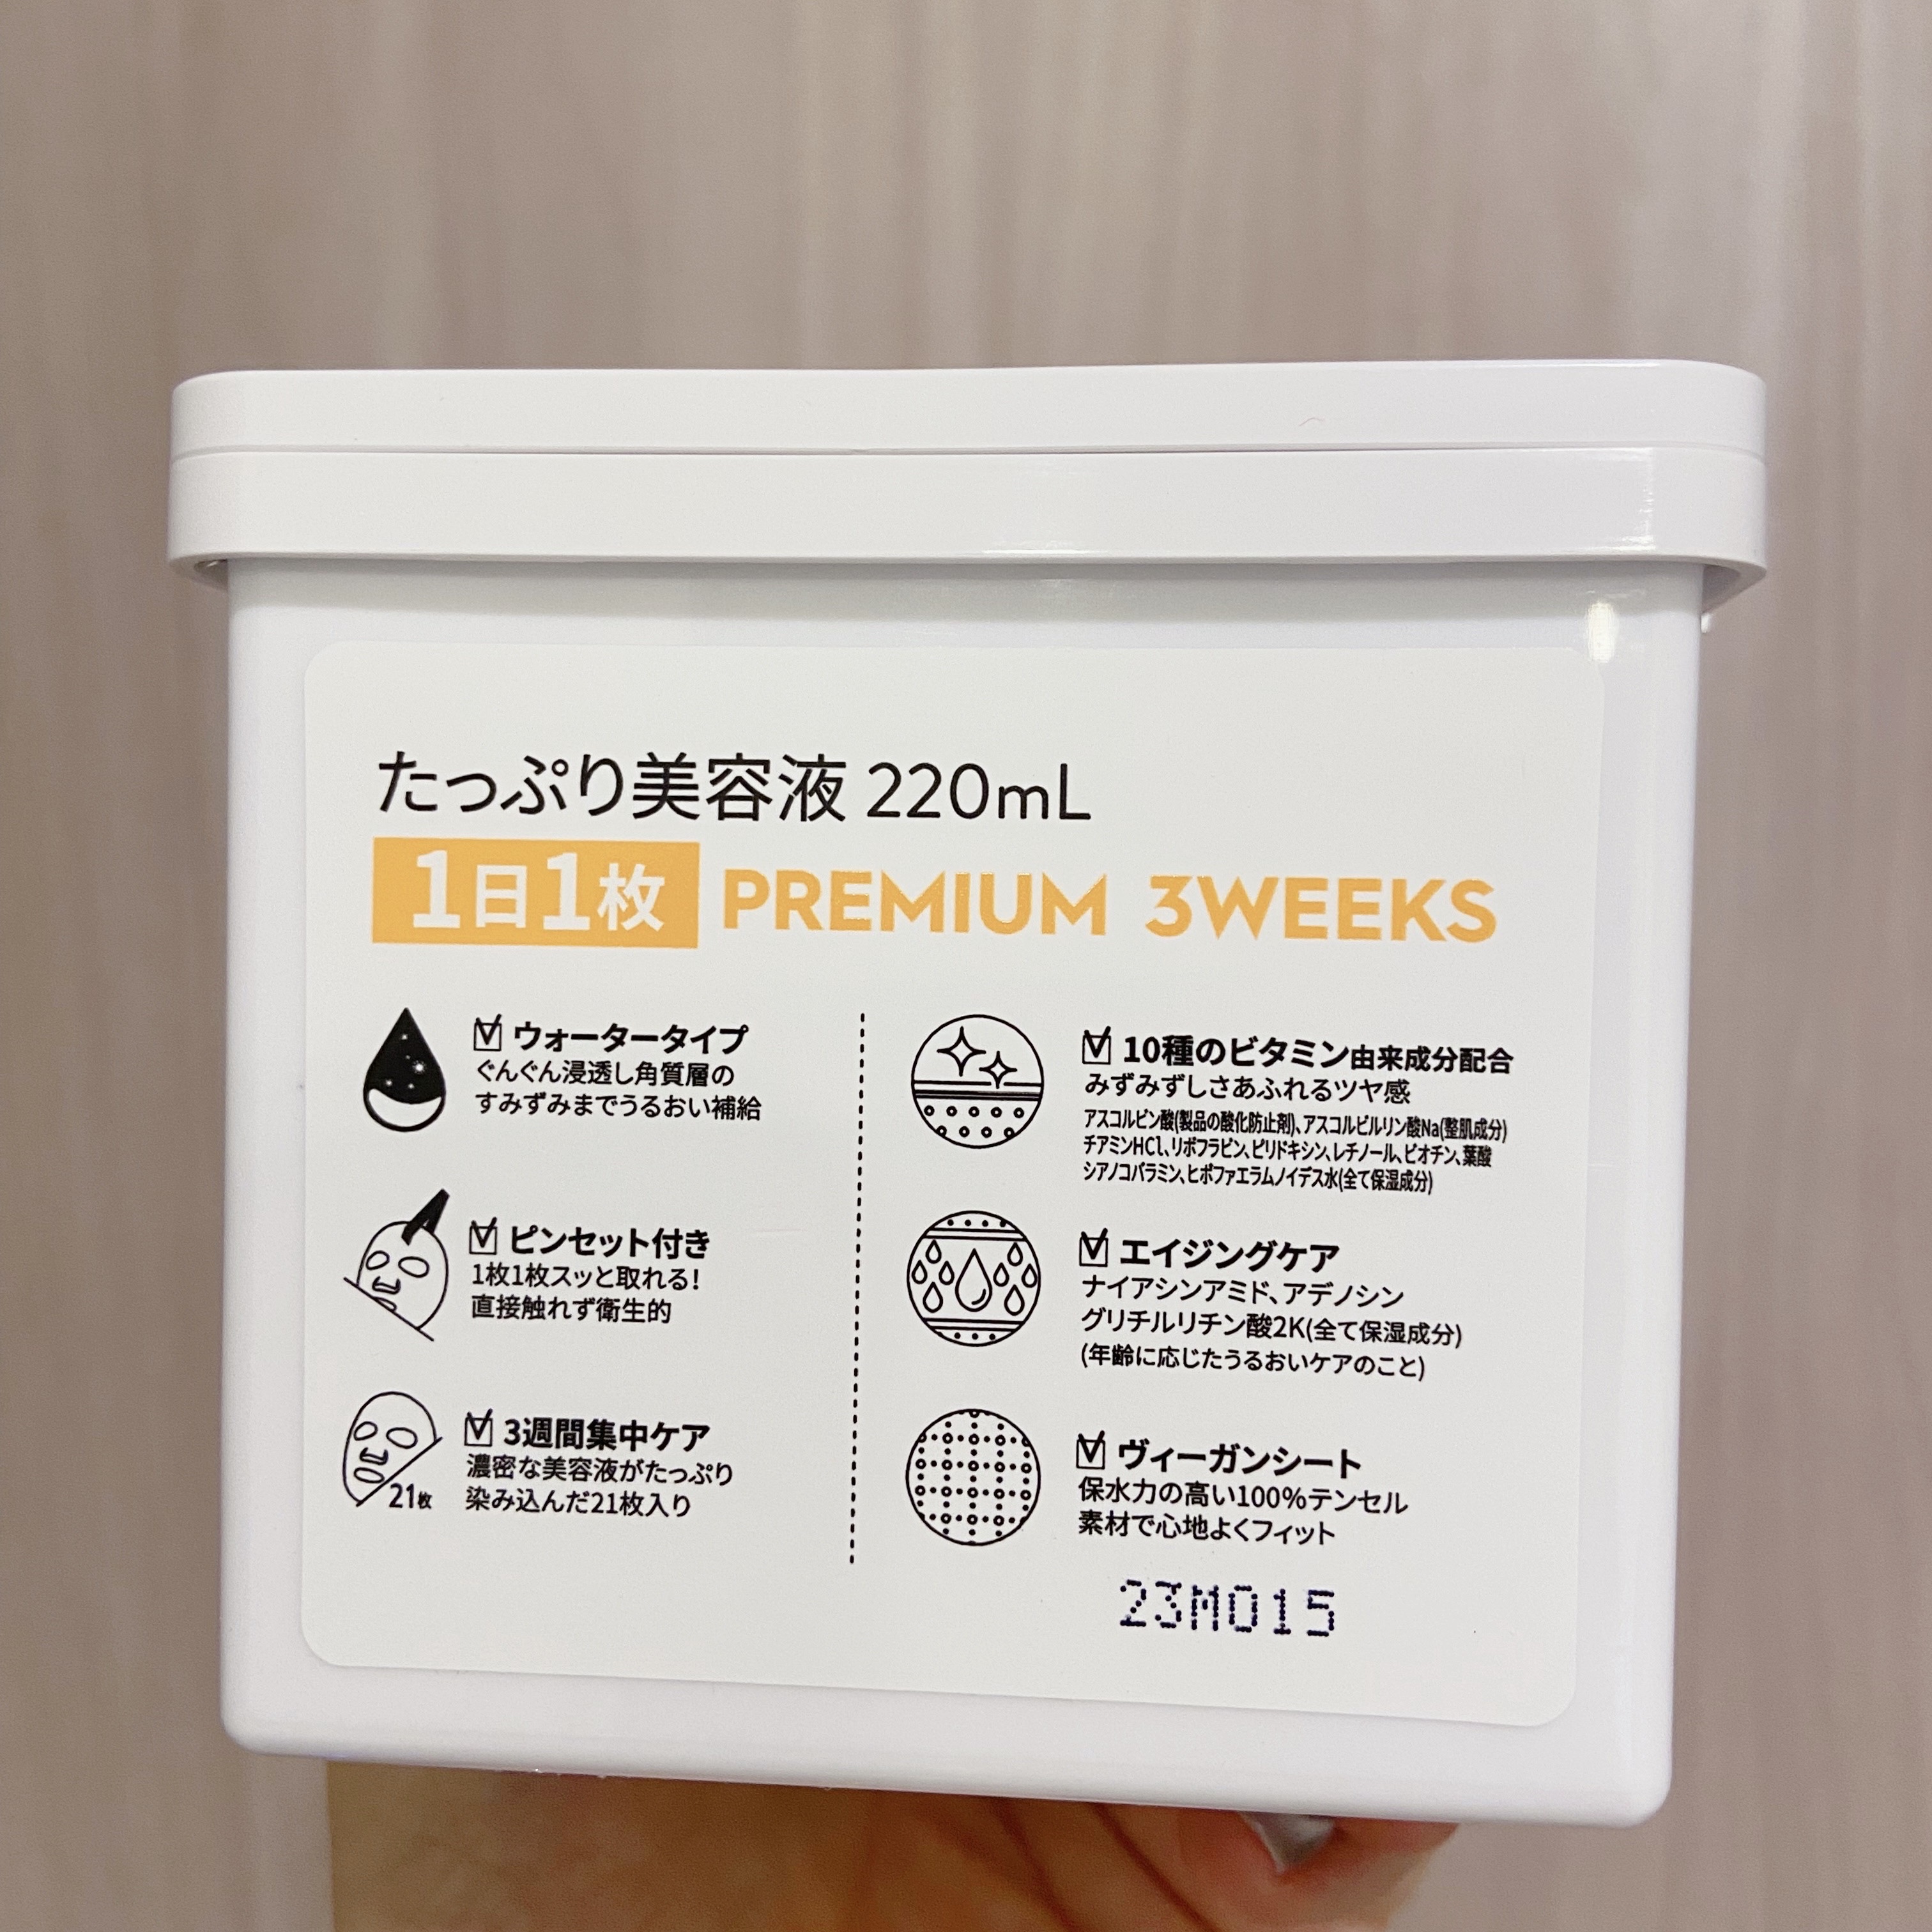 たっぷり美容液 220mL
1日1枚 PREMIUM 3WEEKS
ウォータータイプ
ぐんぐん浸透し角質層の
すみずみまでうるおい補給
ピンセット付き
1枚1枚スッと取れる!
直接触れず衛生的
21枚
3週間集中ケア
濃密な美容液がたっぷり
染み込んだ21枚入り
10種のビタミン由来成分配合
みずみずしさあふれるツヤ感
アスコルビン酸(製品の酸化防止剤)、アスコルビルリン酸Na(整肌成分)
チアミンHCl、リボフラビン、ピリドキシン、レチノール、ビオチン、葉酸
シアノコバラミン、ヒポファエラムノイデス水(全て保湿成分)
エイジングケア
ナイアシンアミド、アデノシン
グリチルリチン酸2K(全て保湿成分)
(年齢に応じたうるおいケアのこと)
ヴィーガンシート
保水力の高い100%テンセル
素材で心地よくフィット
23M015